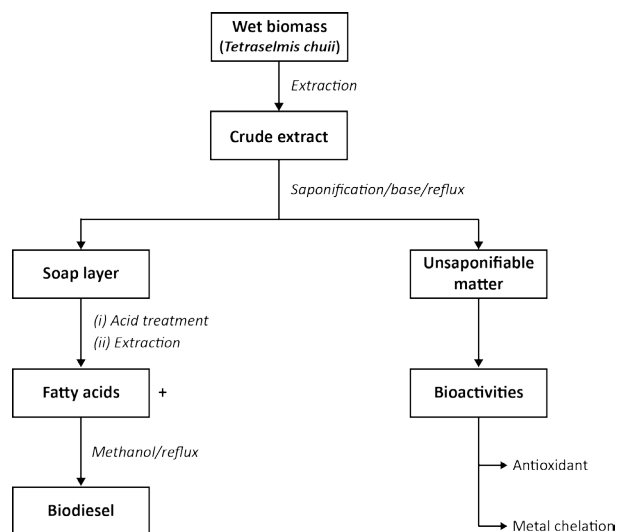 Wet biomass
(Tetraselmis chuii)
Extraction
Crude extract
Saponification/base/reflux
Soap layer
Unsaponifiable
matter
(i) Acid treatment
(ii) Extraction
Fatty acids +
Bioactivities
Methanol/reflux
Antioxidant
Biodiesel
Metal chelation